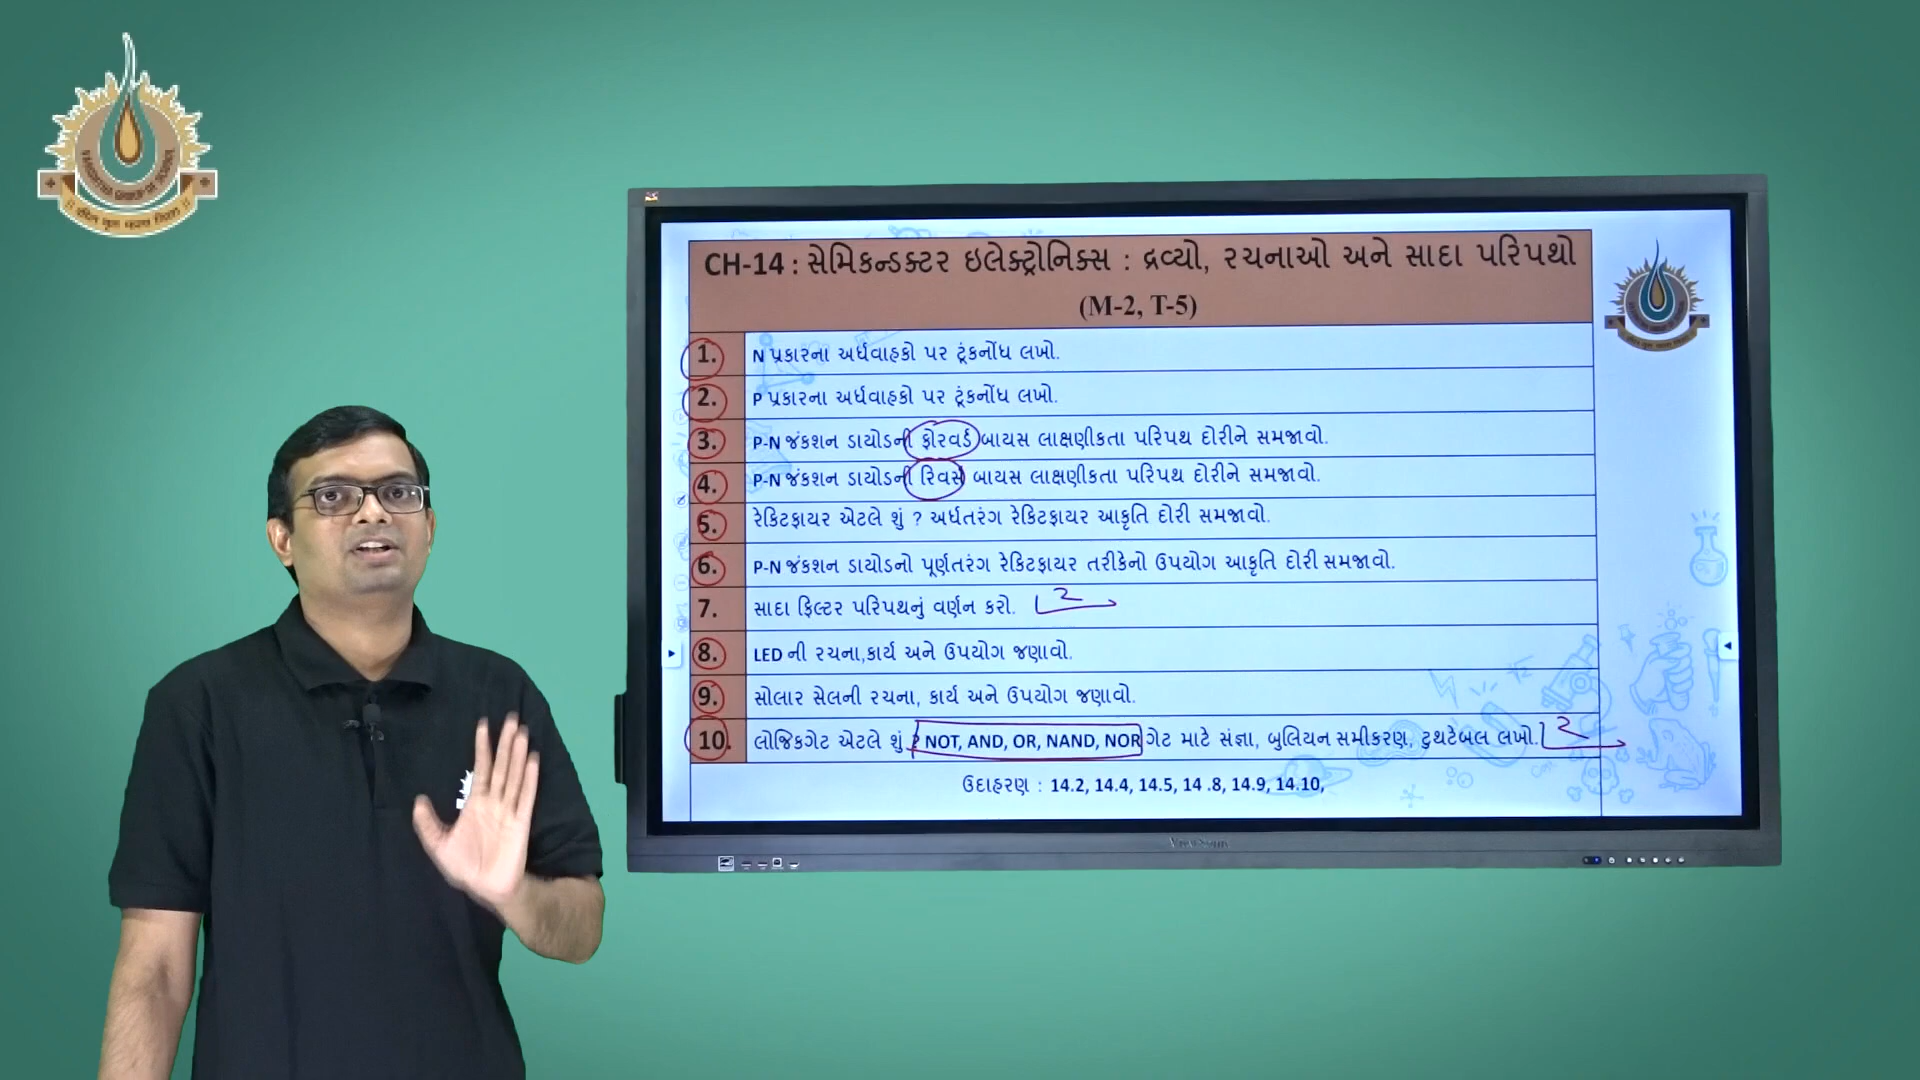 CH-14 : સેમિકન્ડક્ટર ઇલેક્ટ્રોનિક્સ : દ્રવ્યો, રચનાઓ અને સાદા પરિપથો
(M-2, T-5)
1. N પ્રકારના અર્ધવાહકો પર ટૂંકનોંધ લખો.
2. P પ્રકારના અર્ધવાહકો પર ટૂંકનોંધ લખો.
3. P-N જંકશન ડાયોડની ફોરવર્ડ બાયસ લાક્ષણીકતા પરિપથ દોરીને સમજાવો.
4. P-N જંકશન ડાયોડની રિવર્સ બાયસ લાક્ષણીકતા પરિપથ દોરીને સમજાવો.
5. રેકિટફાયર એટલે શું ? અર્ધતરંગ રેકિટફાયર આકૃતિ દોરી સમજાવો.
6. P-N જંકશન ડાયોડનો પૂર્ણતરંગ રેકિટફાયર તરીકેનો ઉપયોગ આકૃતિ દોરી સમજાવો.
7. સાદા ફિલ્ટર પરિપથનું વર્ણન કરો. 2
8. LED ની રચના,કાર્ય અને ઉપયોગ જણાવો.
9. સોલાર સેલની રચના, કાર્ય અને ઉપયોગ જણાવો.
10. લોજિકગેટ એટલે શું ? NOT, AND, OR, NAND, NOR ગેટ માટે સંજ્ઞા, બુલિયન સમીકરણ, ટ્રુથટેબલ લખો. 2
ઉદાહરણ : 14.2, 14.4, 14.5, 14 .8, 14.9, 14.10,
ViewSonic